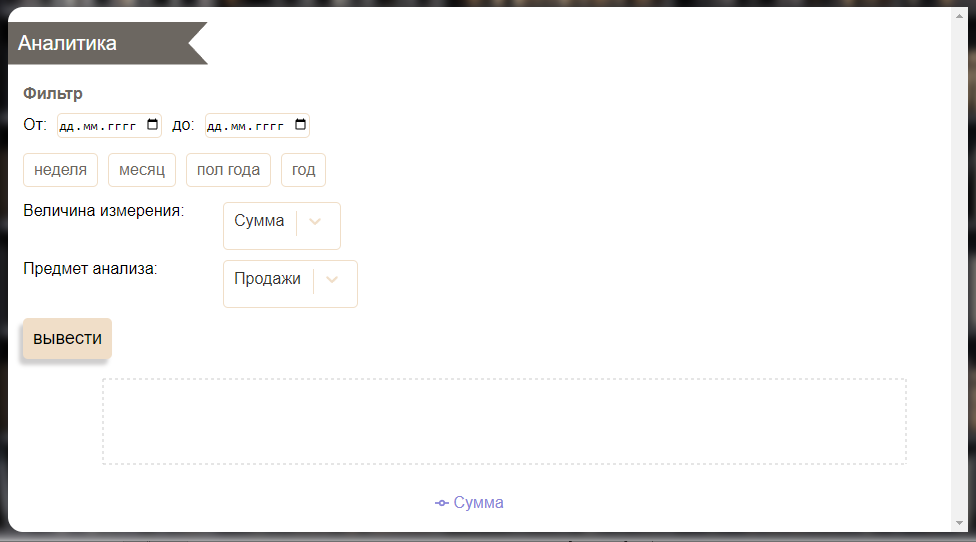 Аналитика
Фильтр
От: дд.мм.гггг до: дд.мм.гггг
неделя месяц пол года год
Величина измерения: Сумма
Предмет анализа: Продажи
вывести
Сумма